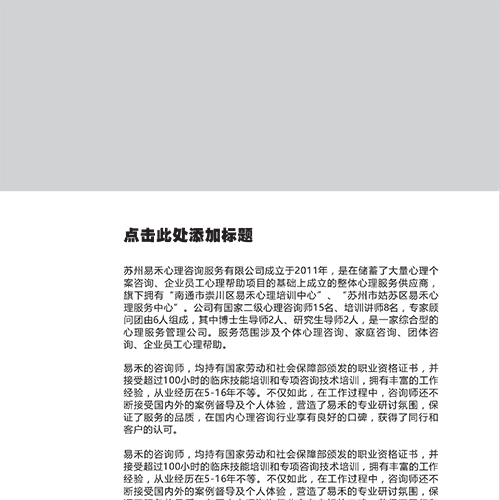 点击此处添加标题
苏州易禾心理咨询服务有限公司成立于2011年，是在储蓄了大量心理个
案咨询、企业员工心理帮助项目的基础上成立的整体心理服务供应商，
旗下拥有“南通市崇川区易禾心理培训中心”、“苏州市姑苏区易禾心
理服务中心”。公司有国家二级心理咨询师15名、培训讲师8名，专家顾
问团由6人组成，其中博士生导师2人、研究生导师2人，是一家综合型的
心理服务管理公司。服务范围涉及个体心理咨询、家庭咨询、团体咨
询、企业员工心理帮助。
易禾的咨询师，均持有国家劳动和社会保障部颁发的职业资格证书，并
接受超过100小时的临床技能培训和专项咨询技术培训，拥有丰富的工作
经验，从业经历在5-16年不等。不仅如此，在工作过程中，咨询师还不
断接受国内外的案例督导及个人体验，营造了易禾的专业研讨氛围，保
证了服务的品质，在国内心理咨询行业享有良好的口碑，获得了同行和
客户的认可。
易禾的咨询师，均持有国家劳动和社会保障部颁发的职业资格证书，并
接受超过100小时的临床技能培训和专项咨询技术培训，拥有丰富的工作
经验，从业经历在5-16年不等。不仅如此，在工作过程中，咨询师还不
断接受国内外的案例督导及个人体验，营造了易禾的专业研讨氛围，保